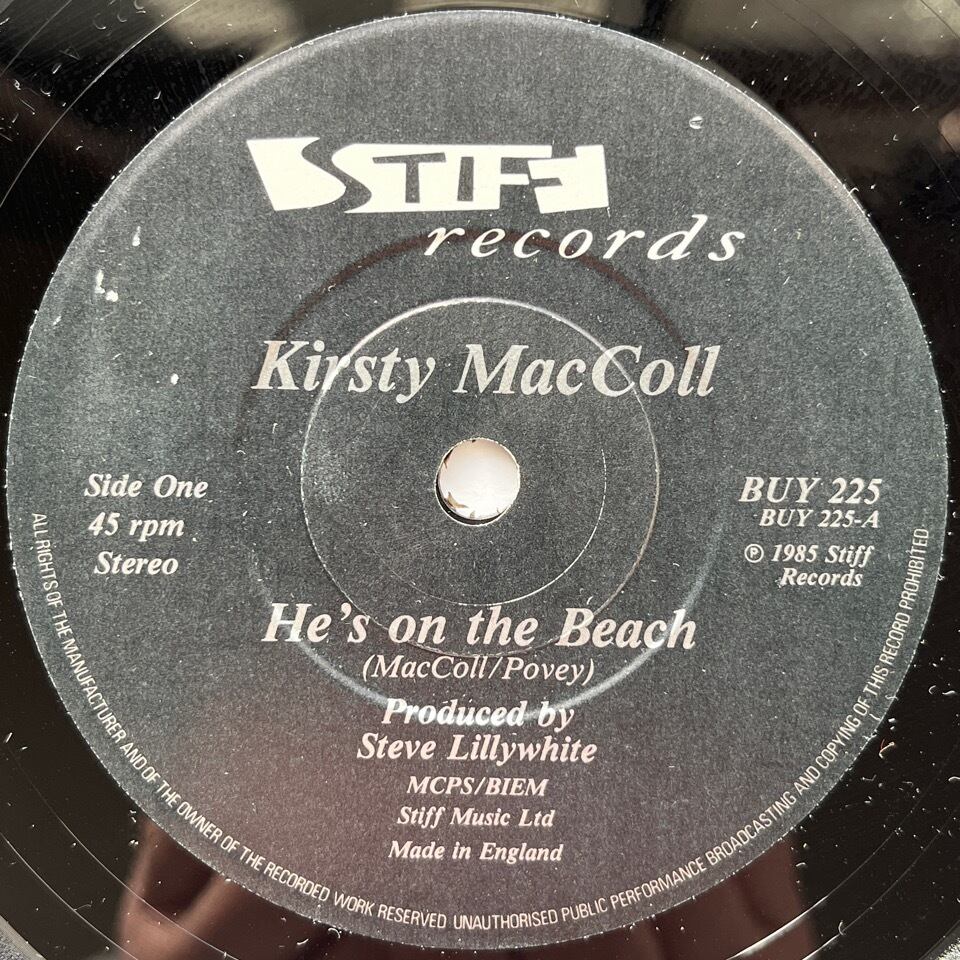 STIFF
records
Kirsty MacColl
Side One
45 rpm
Stereo
BUY 225
BUY 225-A
℗ 1985 Stiff
Records
He's on the Beach
(MacColl/Povey)
Produced by
Steve Lillywhite
MCPS/BIEM
Stiff Music Ltd
Made in England
ALL RIGHTS OF THE MANUFACTURER AND OF THE OWNER OF THE RECORDED WORK RESERVED UNAUTHORISED PUBLIC PERFORMANCE BROADCASTING AND COPYING OF THIS RECORD PROHIBITED